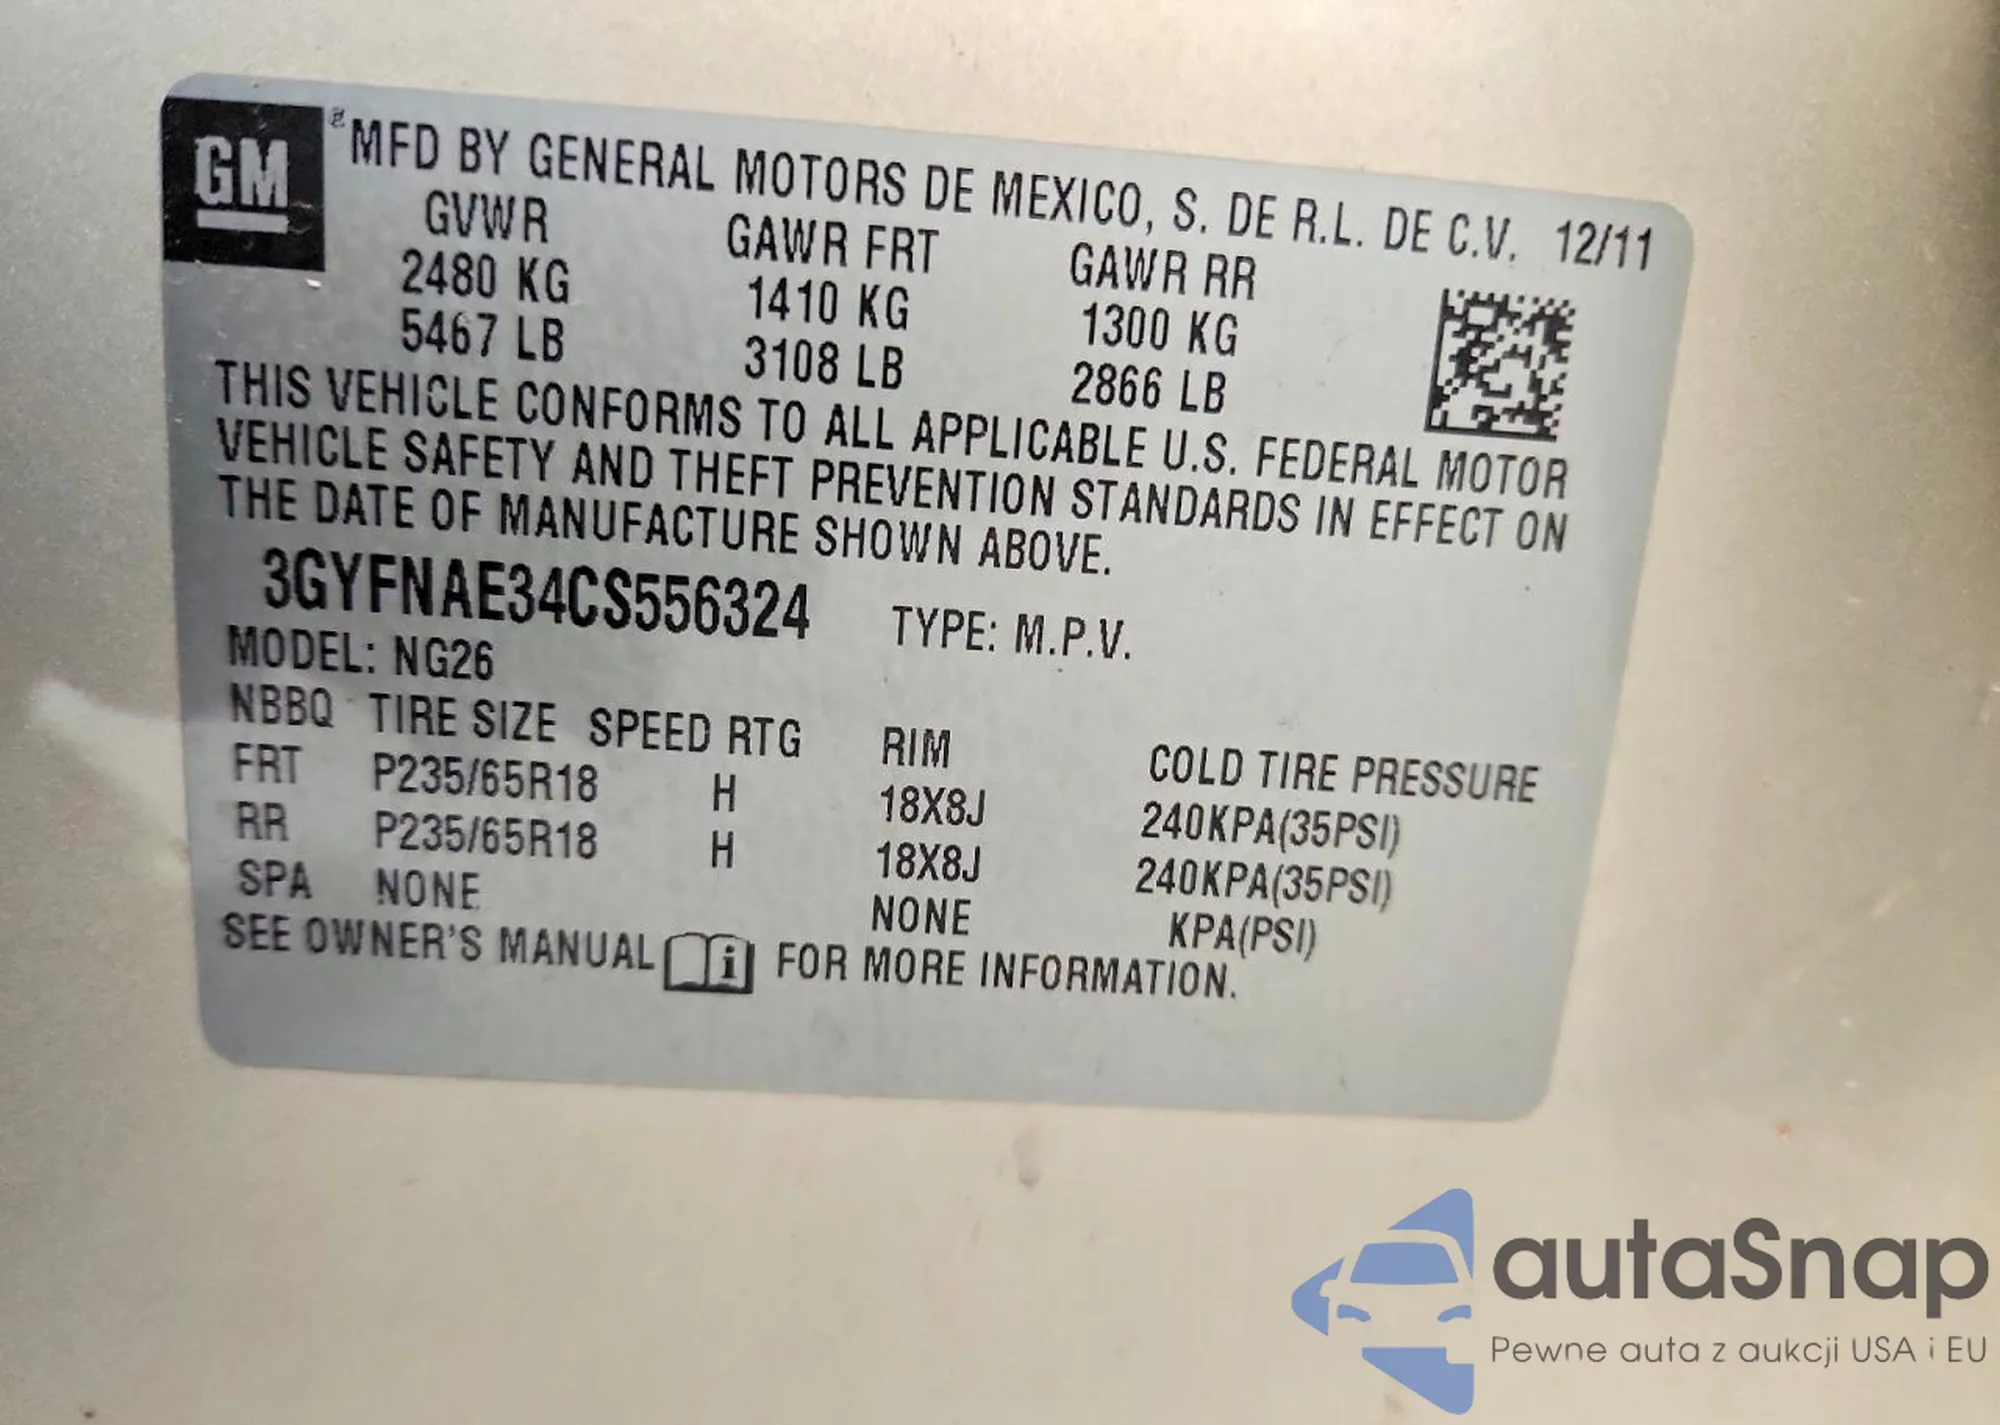 GM ® MFD BY GENERAL MOTORS DE MEXICO, S. DE R.L. DE C.V. 12/11
GVWR GAWR FRT GAWR RR
2480 KG 1410 KG 1300 KG
5467 LB 3108 LB 2866 LB
THIS VEHICLE CONFORMS TO ALL APPLICABLE U.S. FEDERAL MOTOR
VEHICLE SAFETY AND THEFT PREVENTION STANDARDS IN EFFECT ON
THE DATE OF MANUFACTURE SHOWN ABOVE.
3GYFNAE34CS556324 TYPE: M.P.V.
MODEL: NG26
NBBQ TIRE SIZE SPEED RTG RIM COLD TIRE PRESSURE
FRT P235/65R18 H 18X8J 240KPA(35PSI)
RR P235/65R18 H 18X8J 240KPA(35PSI)
SPA NONE NONE KPA(PSI)
SEE OWNER'S MANUAL i FOR MORE INFORMATION.
autaSnap
Pewne auta z aukcji USA i EU